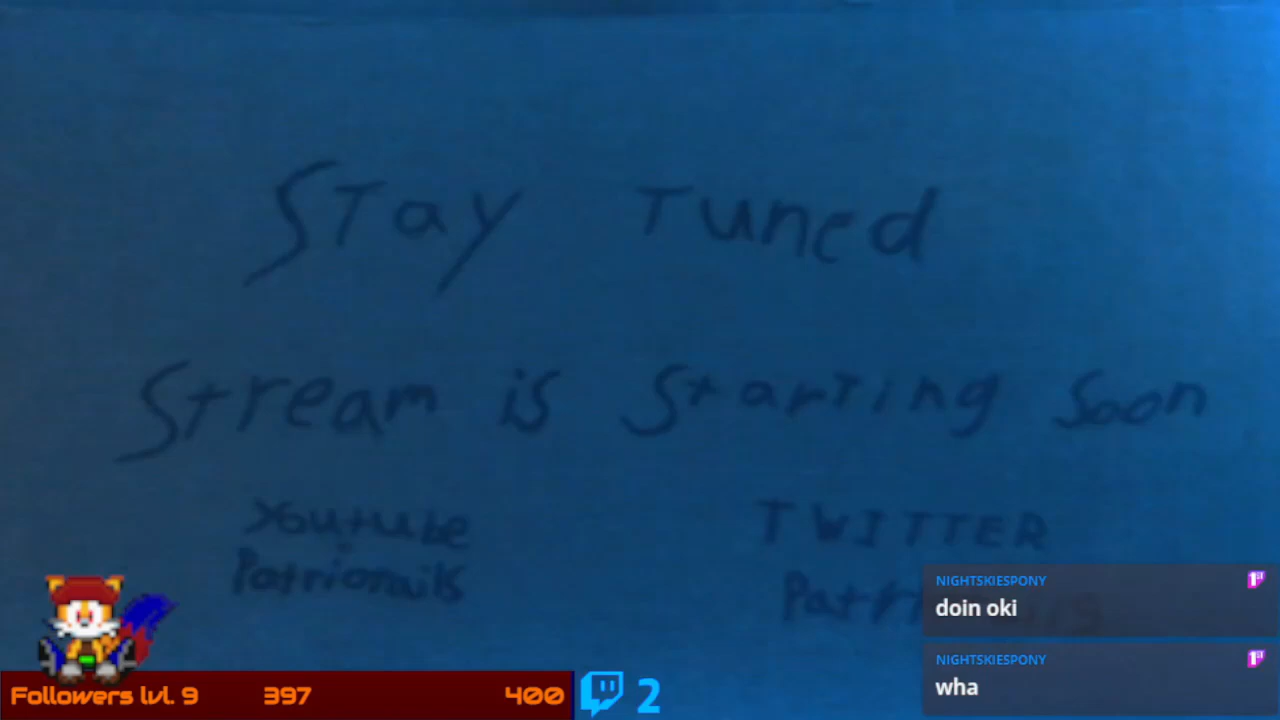 Stay Tuned
Stream is Starting Soon
Youtube
Patriotails
TWITTER
NIGHTSKIESPONY
doin oki
NIGHTSKIESPONY
wha
Followers lvl. 9 397 400
2